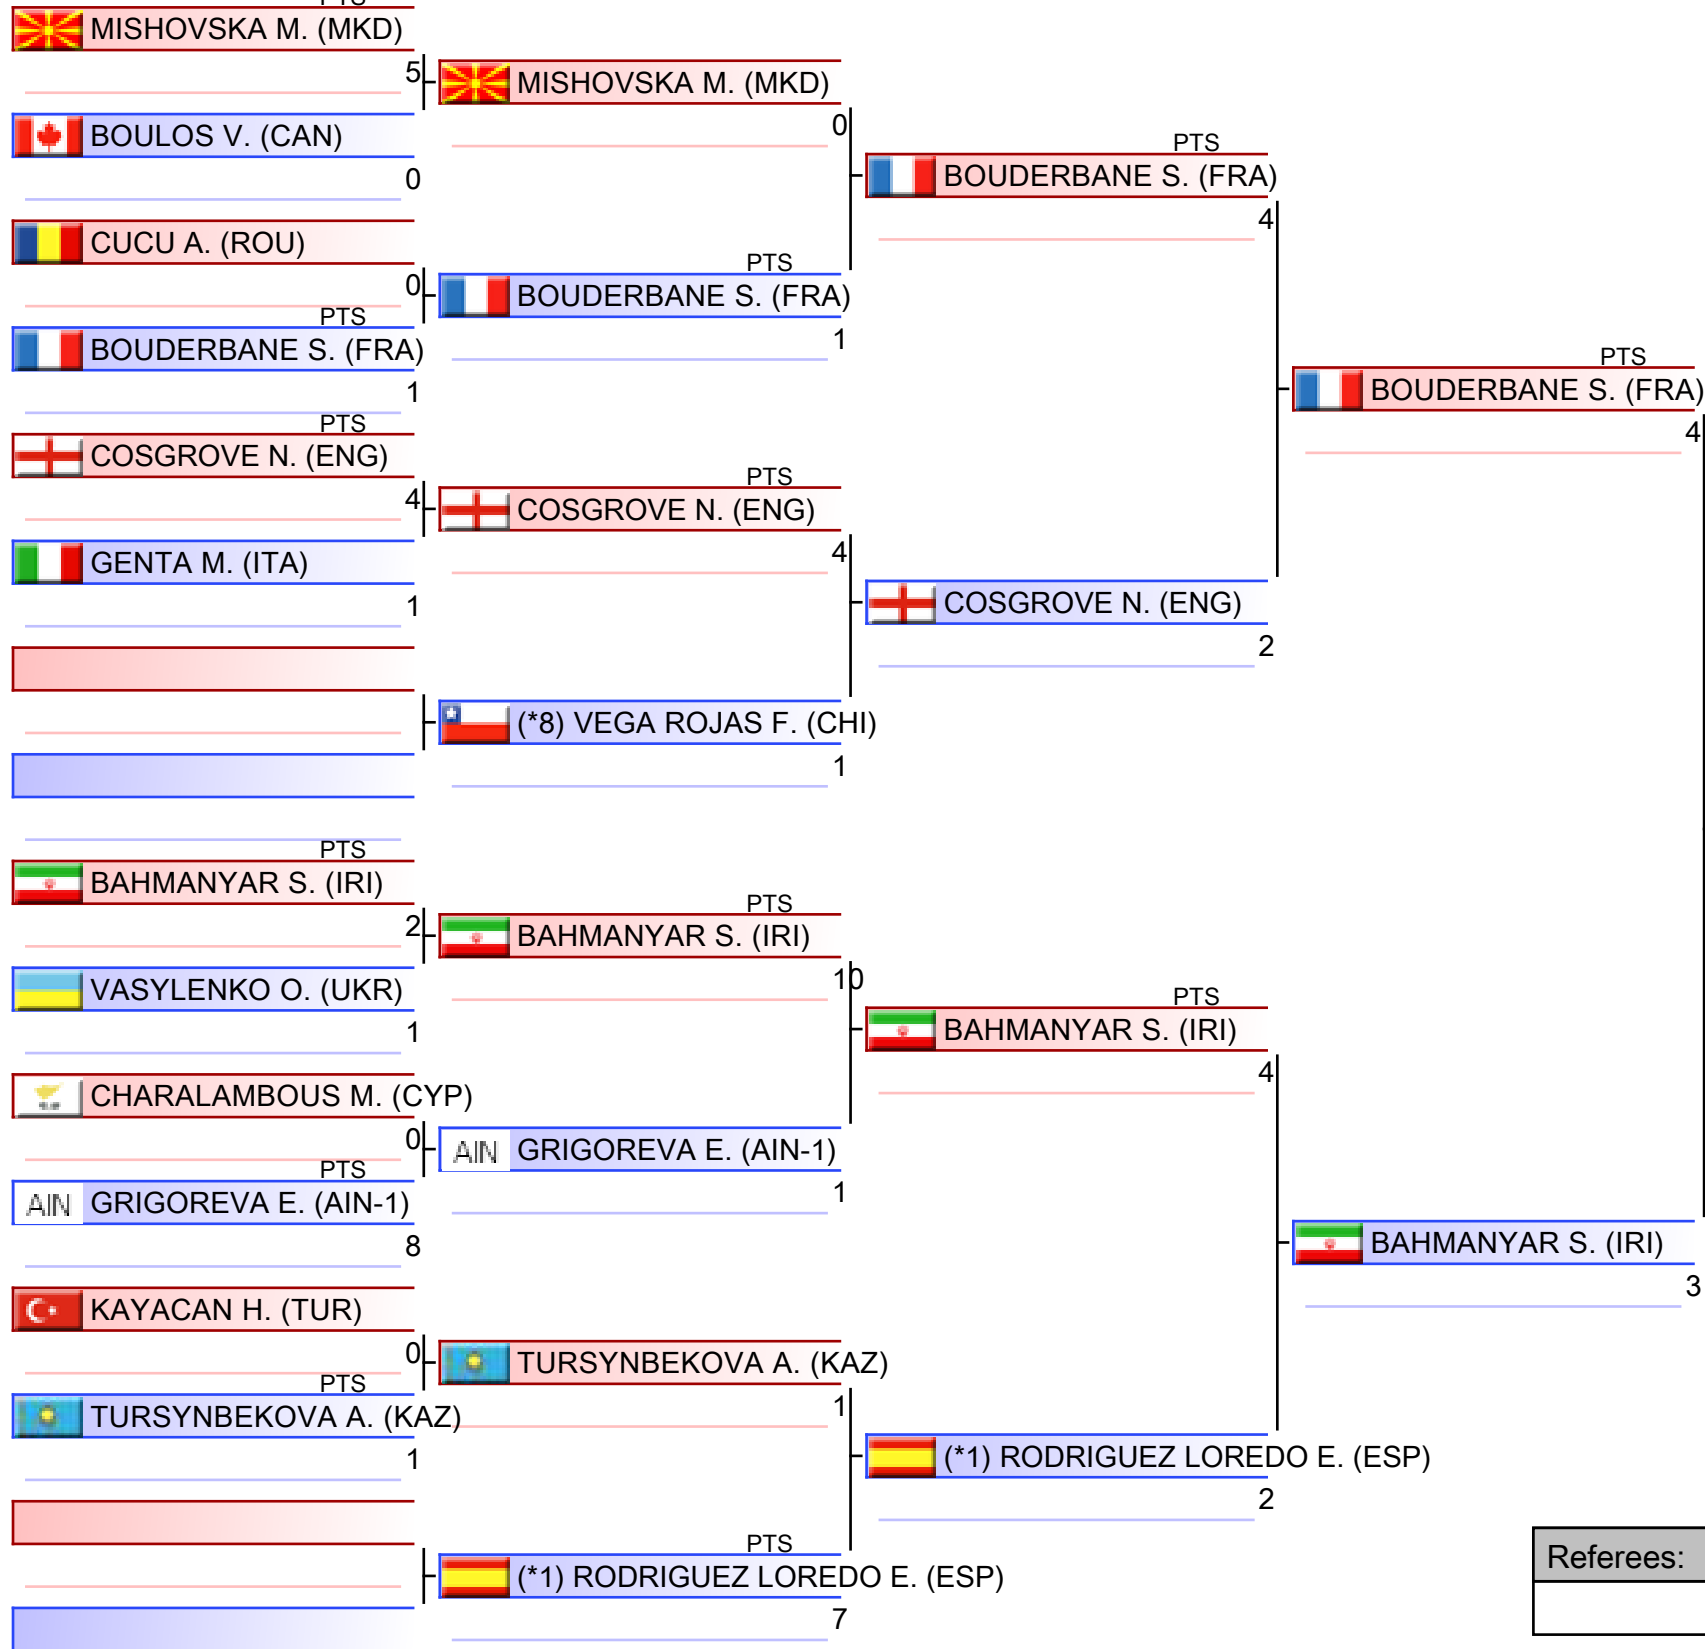 PTS
MISHOVSKA M. (MKD)
5
BOULOS V. (CAN)
0
CUCU A. (ROU)
0
PTS
BOUDERBANE S. (FRA)
1
PTS
COSGROVE N. (ENG)
4
GENTA M. (ITA)
1
PTS
BAHMANYAR S. (IRI)
2
VASYLENKO O. (UKR)
1
CHARALAMBOUS M. (CYP)
0
PTS
AIN GRIGOREVA E. (AIN-1)
8
KAYACAN H. (TUR)
0
PTS
TURSYNBEKOVA A. (KAZ)
1
MISHOVSKA M. (MKD)
0
PTS
BOUDERBANE S. (FRA)
1
PTS
COSGROVE N. (ENG)
4
(*8) VEGA ROJAS F. (CHI)
1
PTS
BAHMANYAR S. (IRI)
10
AIN GRIGOREVA E. (AIN-1)
1
TURSYNBEKOVA A. (KAZ)
1
PTS
(*1) RODRIGUEZ LOREDO E. (ESP)
7
PTS
BOUDERBANE S. (FRA)
4
COSGROVE N. (ENG)
2
PTS
BAHMANYAR S. (IRI)
4
(*1) RODRIGUEZ LOREDO E. (ESP)
2
PTS
BOUDERBANE S. (FRA)
4
BAHMANYAR S. (IRI)
3
Referees: